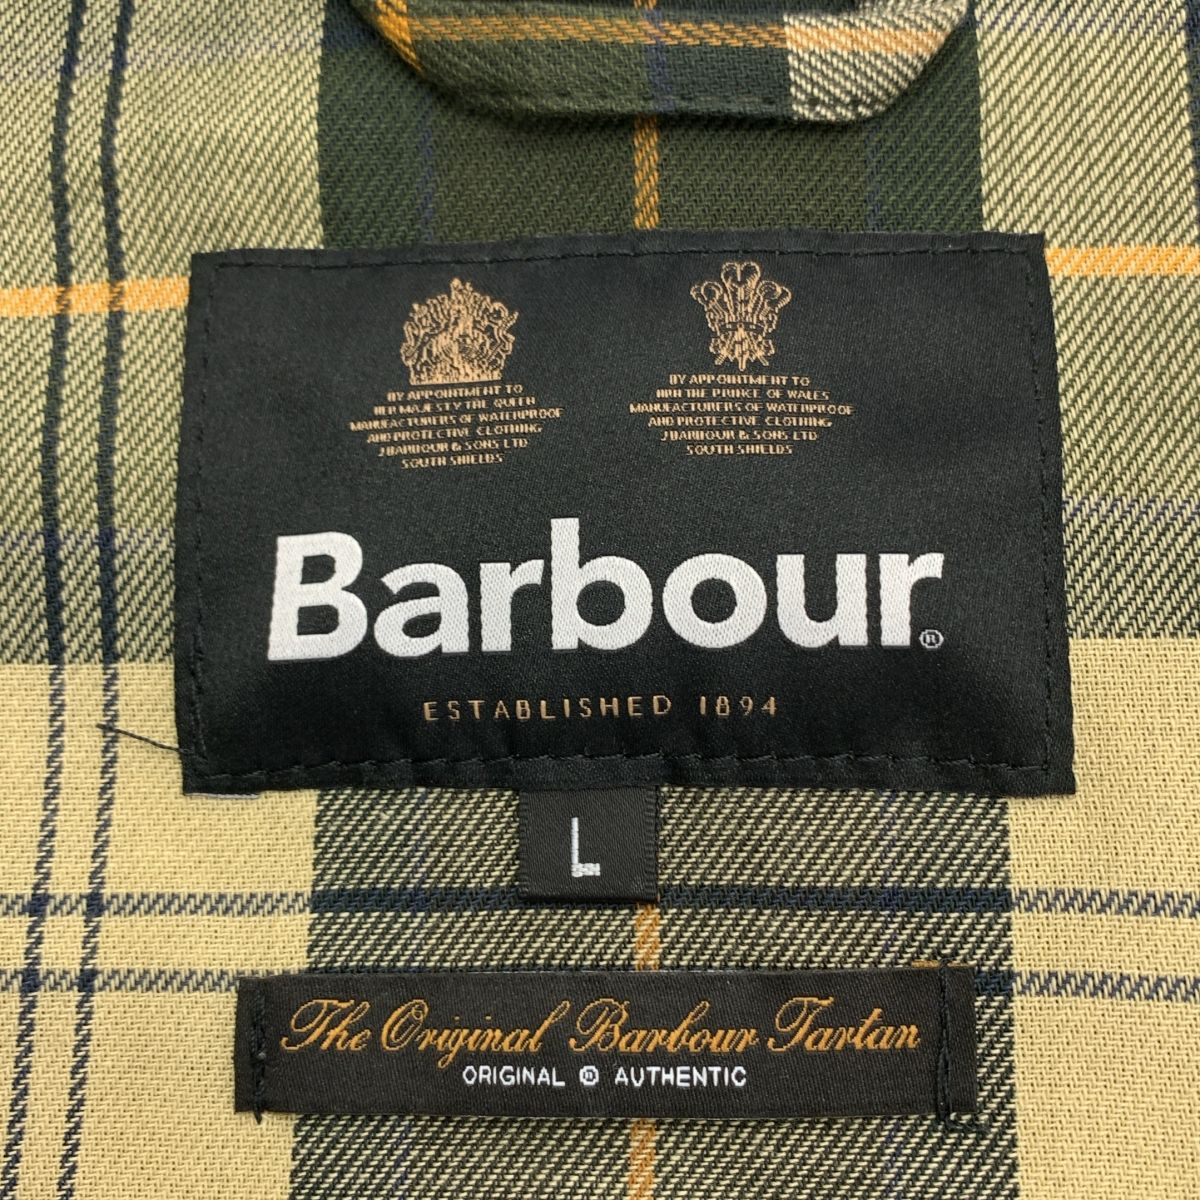 BY APPOINTMENT TO
HER MAJESTY THE QUEEN
MANUFACTURERS OF WATERPROOF
AND PROTECTIVE CLOTHING
J BARBOUR & SONS LTD
SOUTH SHIELDS
BY APPOINTMENT TO
HRH THE PRINCE OF WALES
MANUFACTURERS OF WATERPROOF
AND PROTECTIVE CLOTHING
J BARBOUR & SONS LTD
SOUTH SHIELDS
Barbour®
ESTABLISHED 1894
L
The Original Barbour Tartan
ORIGINAL ® AUTHENTIC